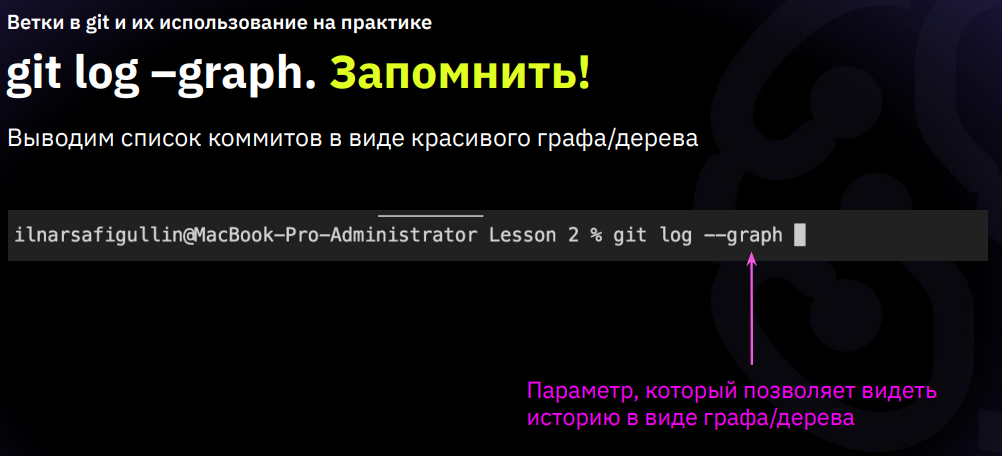 Ветки в git и их использование на практике
git log –graph. Запомнить!
Выводим список коммитов в виде красивого графа/дерева
ilnarsafigullin@MacBook-Pro-Administrator Lesson 2 % git log --graph
Параметр, который позволяет видеть
историю в виде графа/дерева